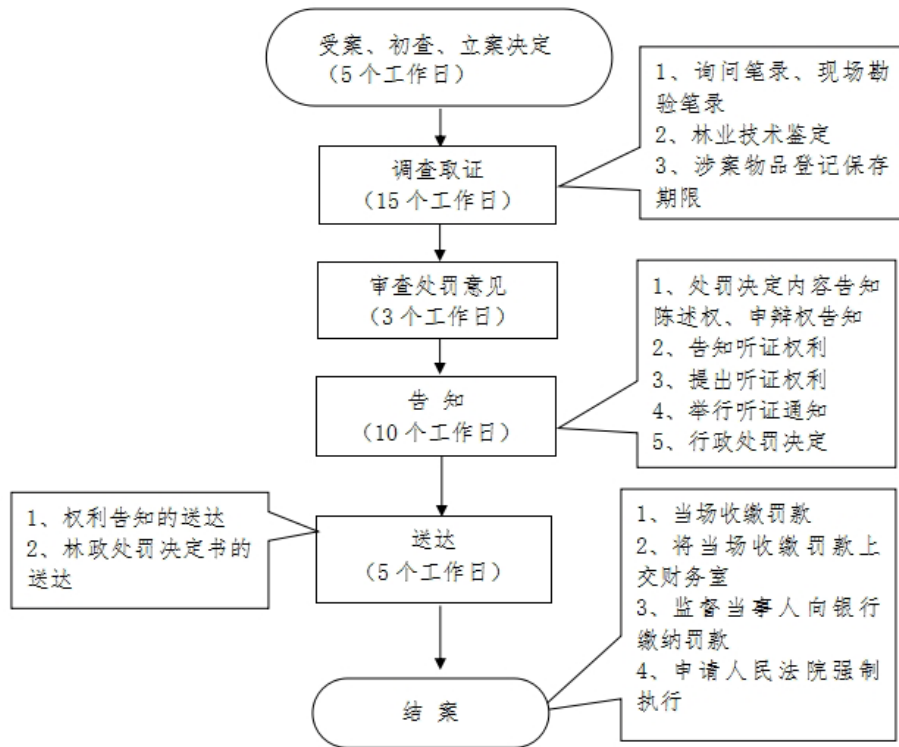 受案、初查、立案决定
（5 个工作日）
1、询问笔录、现场勘
验笔录
2、林业技术鉴定
3、涉案物品登记保存
期限
调查取证
（15 个工作日）
审查处罚意见
（3 个工作日）
1、处罚决定内容告知
陈述权、申辩权告知
2、告知听证权利
3、提出听证权利
4、举行听证通知
5、行政处罚决定
告 知
（10 个工作日）
1、权利告知的送达
2、林政处罚决定书的
送达
送达
（5 个工作日）
1、当场收缴罚款
2、将当场收缴罚款上
交财务室
3、监督当事人向银行
缴纳罚款
4、申请人民法院强制
执行
结 案